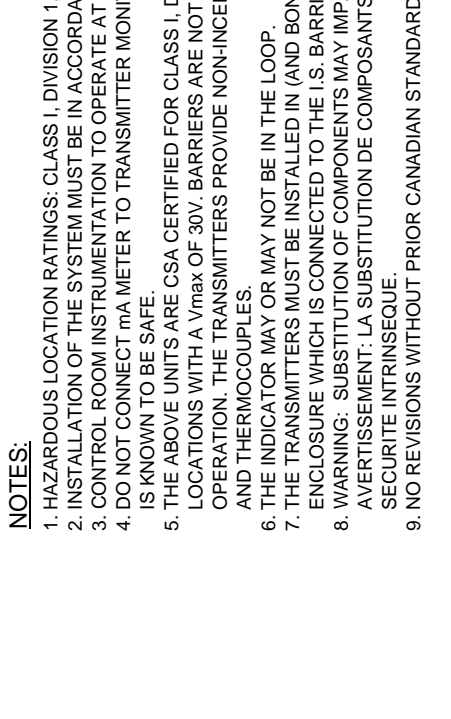 NOTES:
1. HAZARDOUS LOCATION RATINGS: CLASS I, DIVISION 1,
2. INSTALLATION OF THE SYSTEM MUST BE IN ACCORDA
3. CONTROL ROOM INSTRUMENTATION TO OPERATE AT
4. DO NOT CONNECT mA METER TO TRANSMITTER MONI
IS KNOWN TO BE SAFE.
5. THE ABOVE UNITS ARE CSA CERTIFIED FOR CLASS I, D
LOCATIONS WITH A Vmax OF 30V. BARRIERS ARE NOT
OPERATION. THE TRANSMITTERS PROVIDE NON-INCE
AND THERMOCOUPLES.
6. THE INDICATOR MAY OR MAY NOT BE IN THE LOOP.
7. THE TRANSMITTERS MUST BE INSTALLED IN (AND BON
ENCLOSURE WHICH IS CONNECTED TO THE I.S. BARRI
8. WARNING: SUBSTITUTION OF COMPONENTS MAY IMPA
AVERTISSEMENT: LA SUBSTITUTION DE COMPOSANTS
SECURITE INTRINSEQUE.
9. NO REVISIONS WITHOUT PRIOR CANADIAN STANDARD